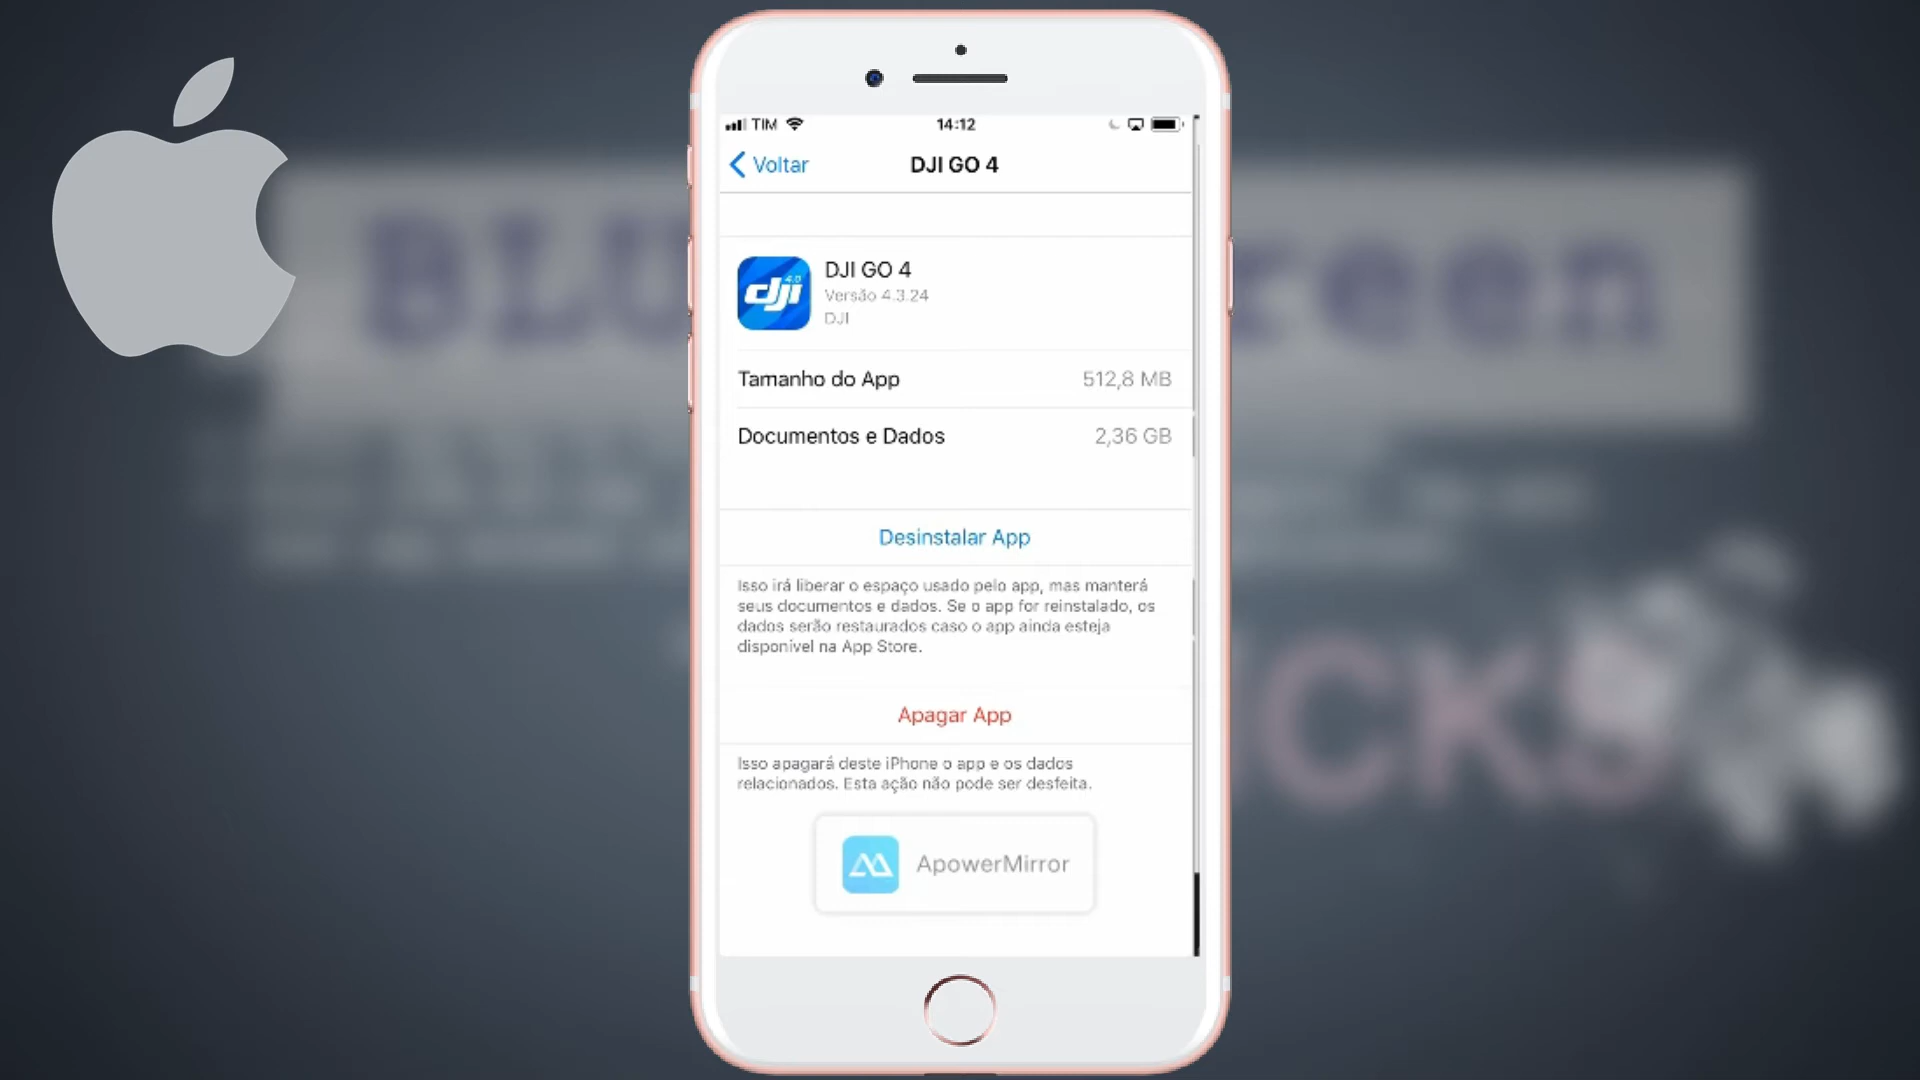 TIM 14:12
Voltar DJI GO 4
dji 4.0
DJI GO 4
Versão 4.3.24
DJI
Tamanho do App 512,8 MB
Documentos e Dados 2,36 GB
Desinstalar App
Isso irá liberar o espaço usado pelo app, mas manterá
seus documentos e dados. Se o app for reinstalado, os
dados serão restaurados caso o app ainda esteja
disponível na App Store.
Apagar App
Isso apagará deste iPhone o app e os dados
relacionados. Esta ação não pode ser desfeita.
ApowerMirror